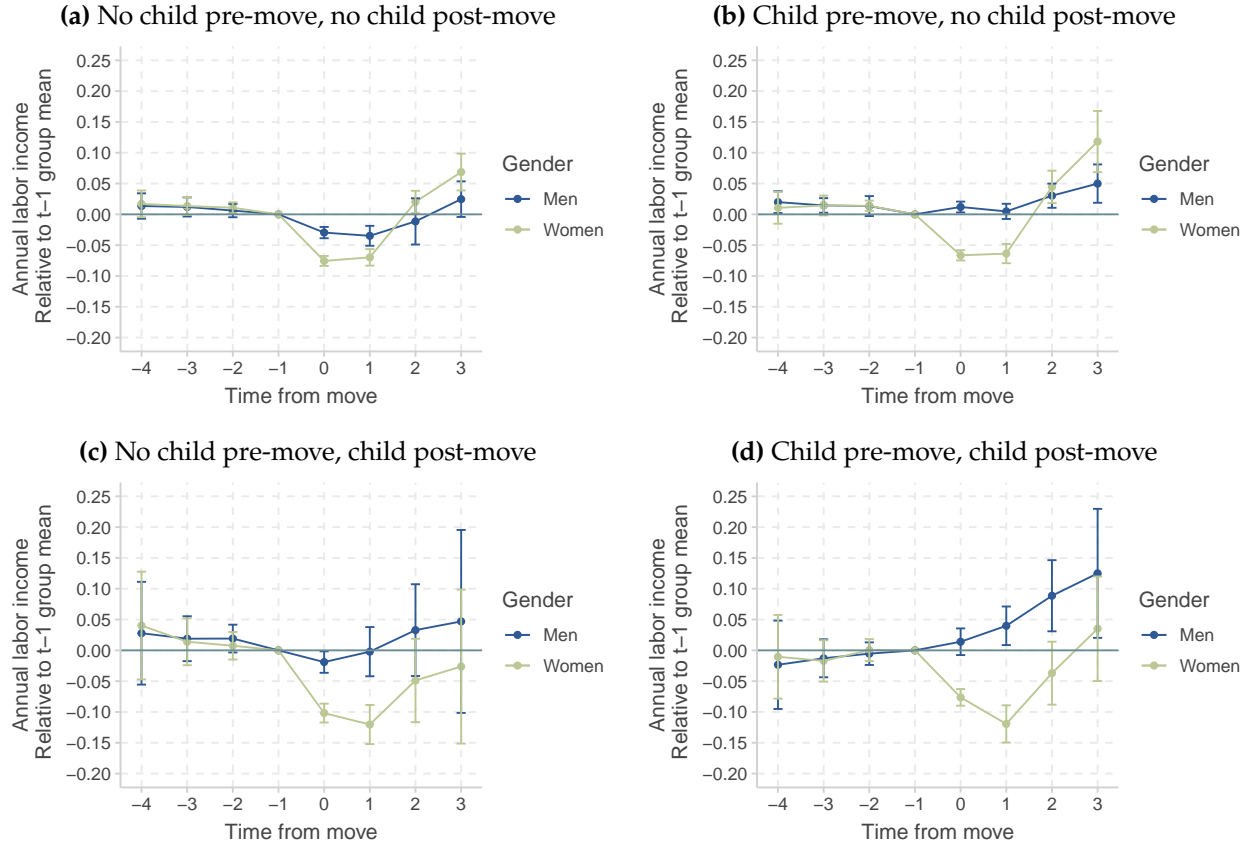 (a) No child pre-move, no child post-move
0.25
0.20
0.15
0.10
0.05
0.00
−0.05
−0.10
−0.15
−0.20
Annual labor income
Relative to t−1 group mean
−4 −3 −2 −1 0 1 2 3
Time from move
Gender
Men
Women
(b) Child pre-move, no child post-move
0.25
0.20
0.15
0.10
0.05
0.00
−0.05
−0.10
−0.15
−0.20
Annual labor income
Relative to t−1 group mean
−4 −3 −2 −1 0 1 2 3
Time from move
Gender
Men
Women
(c) No child pre-move, child post-move
0.25
0.20
0.15
0.10
0.05
0.00
−0.05
−0.10
−0.15
−0.20
Annual labor income
Relative to t−1 group mean
−4 −3 −2 −1 0 1 2 3
Time from move
Gender
Men
Women
(d) Child pre-move, child post-move
0.25
0.20
0.15
0.10
0.05
0.00
−0.05
−0.10
−0.15
−0.20
Annual labor income
Relative to t−1 group mean
−4 −3 −2 −1 0 1 2 3
Time from move
Gender
Men
Women